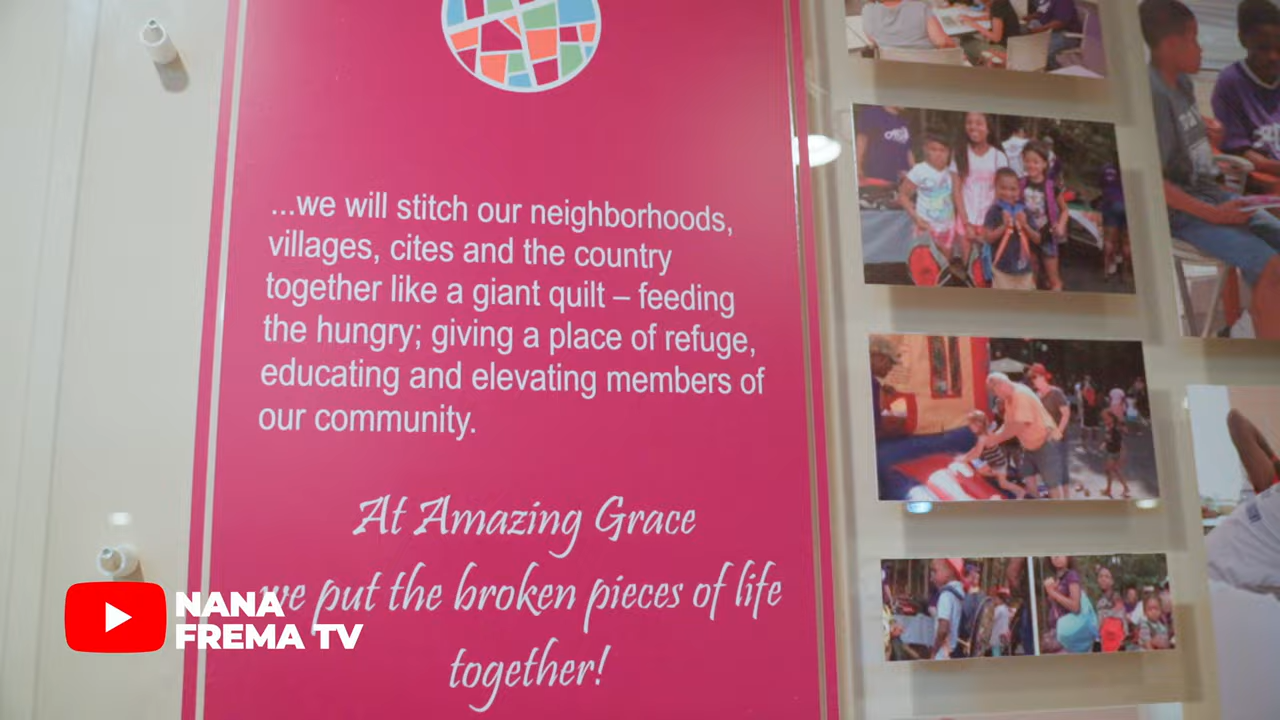 ...we will stitch our neighborhoods,
villages, cites and the country
together like a giant quilt – feeding
the hungry; giving a place of refuge,
educating and elevating members of
our community.
At Amazing Grace
we put the broken pieces of life
together!
NANA
FREMA TV